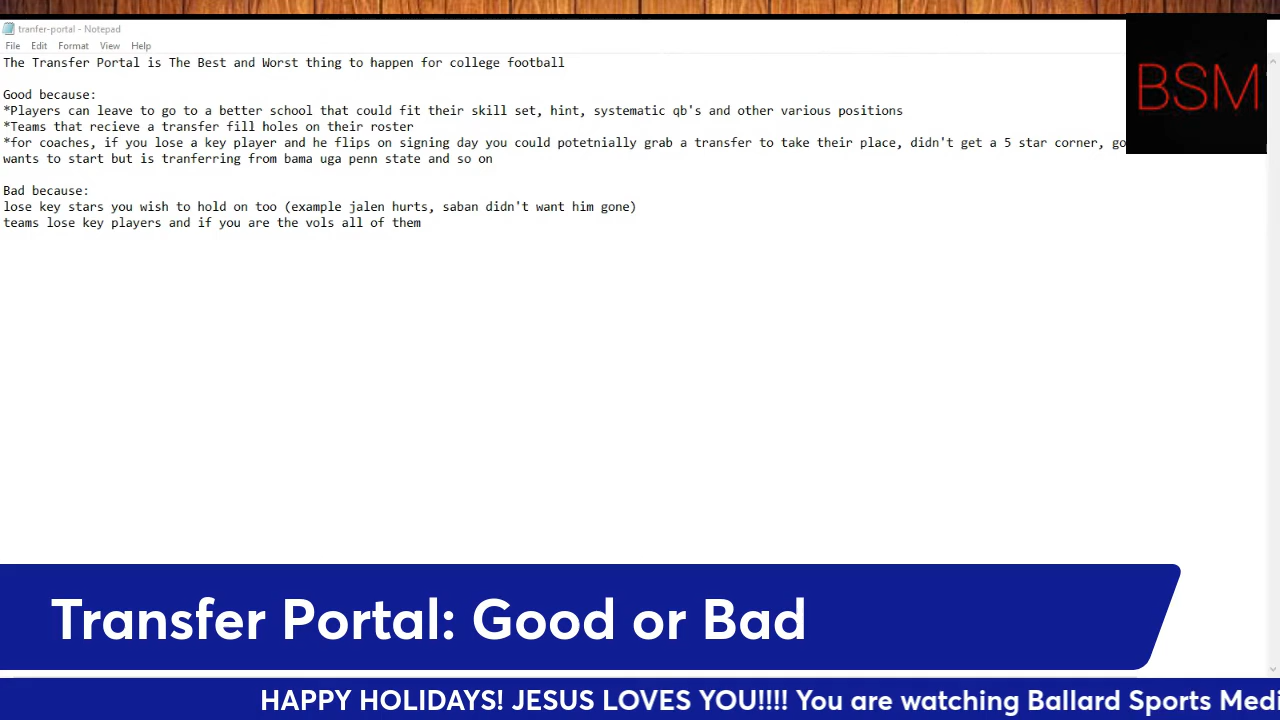 tranfer-portal - Notepad
File Edit Format View Help
The Transfer Portal is The Best and Worst thing to happen for college football
Good because:
*Players can leave to go to a better school that could fit their skill set, hint, systematic qb's and other various positions
*Teams that recieve a transfer fill holes on their roster
*for coaches, if you lose a key player and he flips on signing day you could potetnially grab a transfer to take their place, didn't get a 5 star corner,
wants to start but is tranferring from bama uga penn state and so on
Bad because:
lose key stars you wish to hold on too (example jalen hurts, saban didn't want him gone)
teams lose key players and if you are the vols all of them
BSM
Transfer Portal: Good or Bad
HAPPY HOLIDAYS! JESUS LOVES YOU!!!! You are watching Ballard Sports Medi